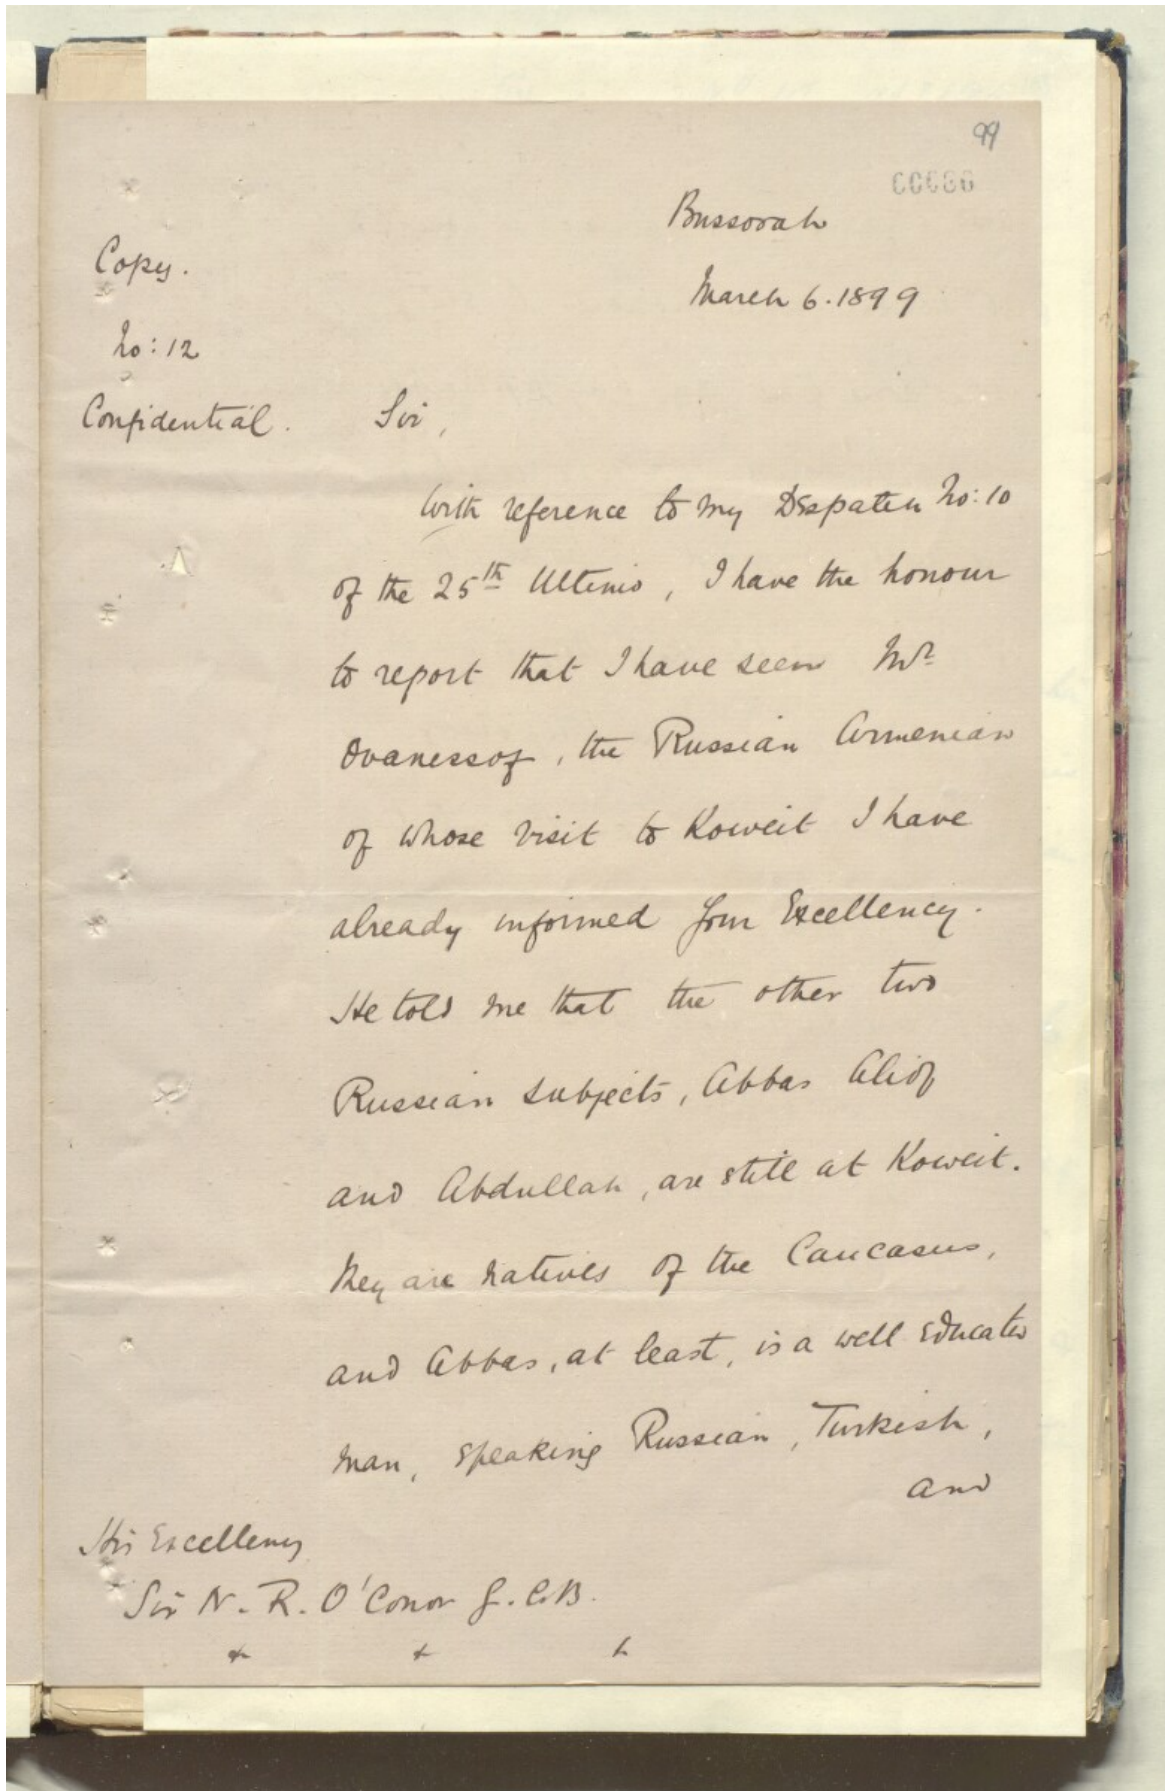 99
Bussorah
March 6. 1899
Copy.
No: 12
Confidential.
Sir,
With reference to my Despatch No: 10
of the 25th Ultimo, I have the honour
to report that I have seen Mr
Ovanessof, the Russian Armenian
of whose visit to Koweit I have
already informed Your Excellency.
He told me that the other two
Russian subjects, Abbas Aliof
and Abdullah, are still at Koweit.
They are natives of the Caucasus,
and Abbas, at least, is a well educated
man, speaking Russian, Turkish,
and
His Excellency
Sir N. R. O'Conor G.C.B.